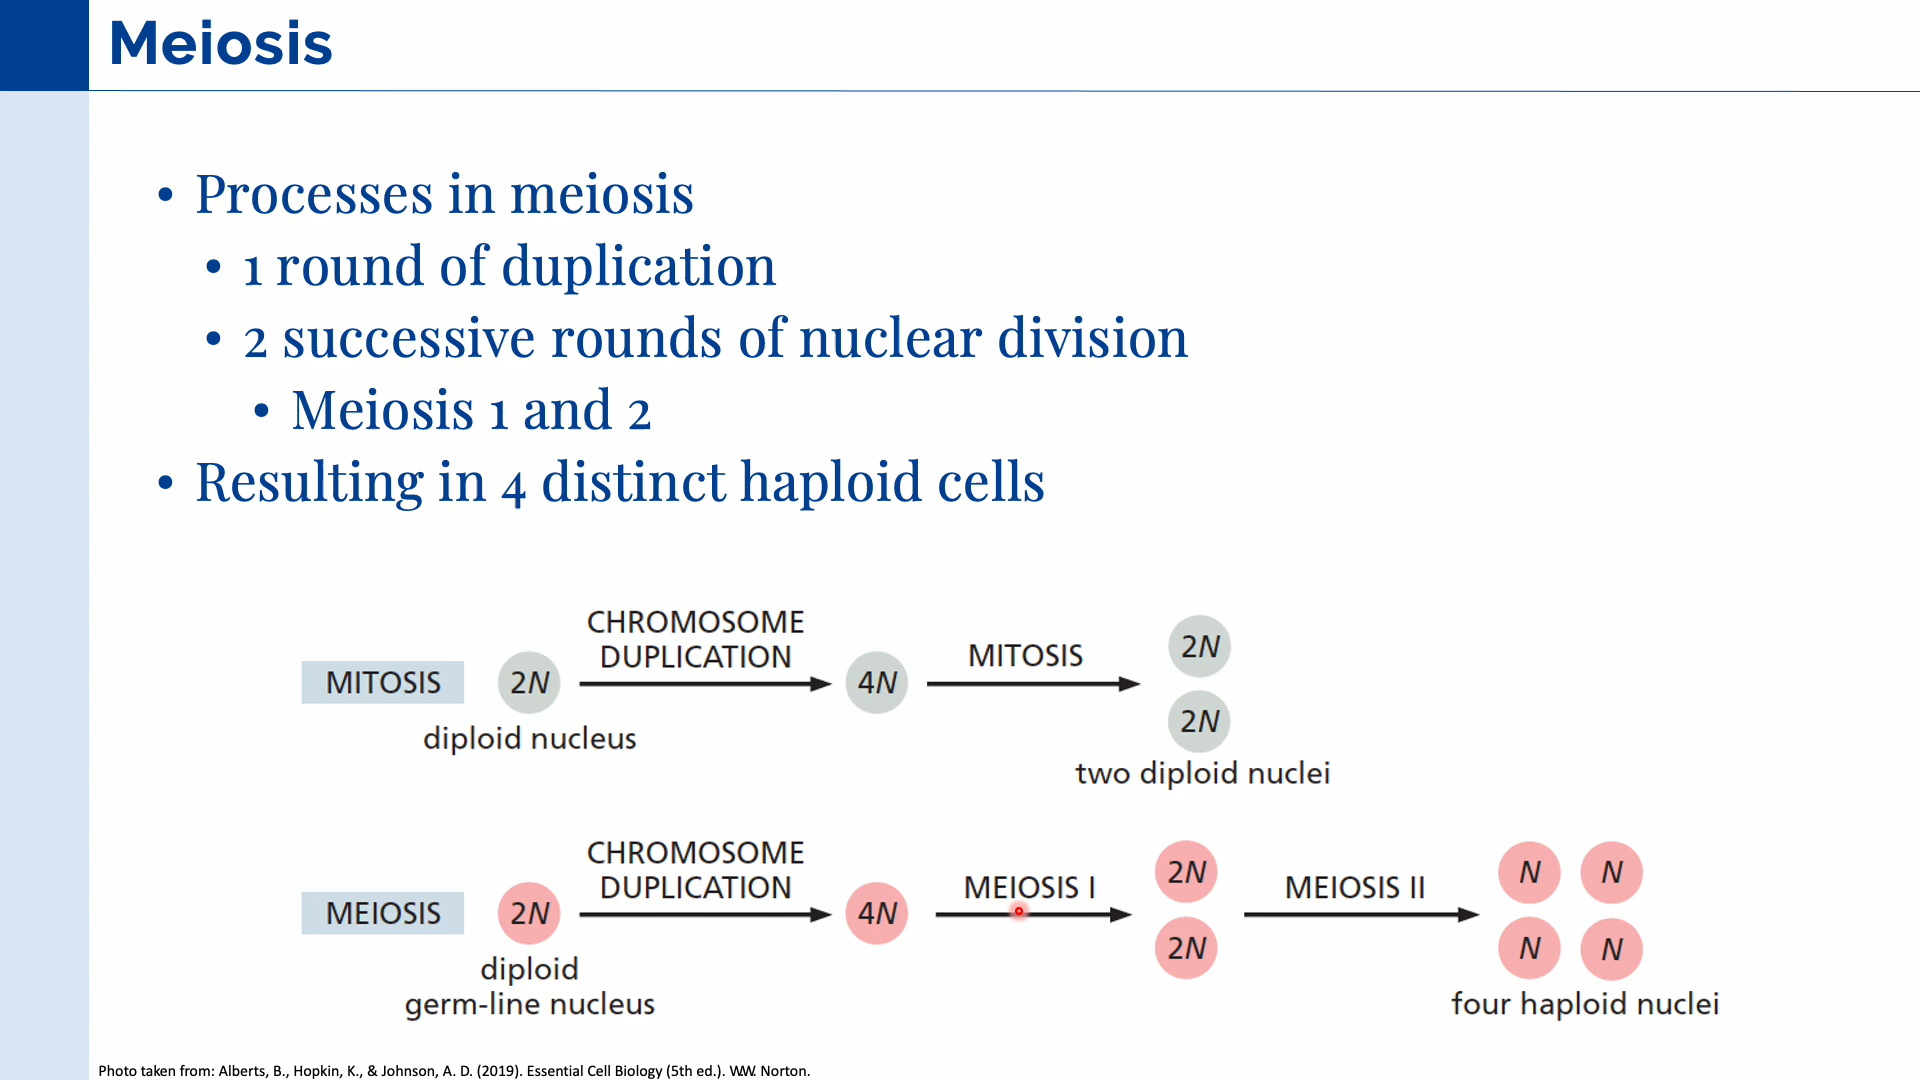 Meiosis
• Processes in meiosis
• 1 round of duplication
• 2 successive rounds of nuclear division
• Meiosis 1 and 2
• Resulting in 4 distinct haploid cells
MITOSIS
2N
diploid nucleus
CHROMOSOME
DUPLICATION
4N
MITOSIS
2N
2N
two diploid nuclei
MEIOSIS
2N
diploid
germ-line nucleus
CHROMOSOME
DUPLICATION
4N
MEIOSIS I
2N
2N
MEIOSIS II
N N
N N
four haploid nuclei
Photo taken from: Alberts, B., Hopkin, K., & Johnson, A. D. (2019). Essential Cell Biology (5th ed.). W.W. Norton.